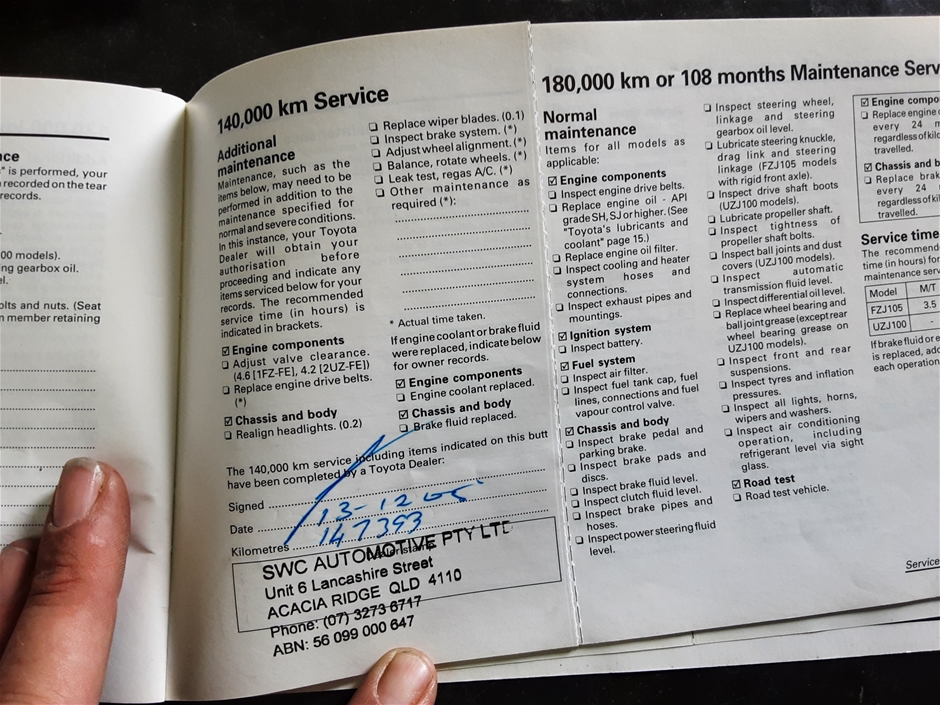 nce
" is performed, your
recorded on the tear
records.
00 models).
ng gearbox oil.
el.
olts and nuts. (Seat
n member retaining
140,000 km Service
Additional
maintenance
Maintenance, such as the
items below, may need to be
performed in addition to the
maintenance specified for
normal and severe conditions.
In this instance, your Toyota
Dealer will obtain your
authorisation before
proceeding and indicate any
items serviced below for your
records. The recommended
service time (in hours) is
indicated in brackets.
☑ Engine components
❏ Adjust valve clearance.
(4.6 [1FZ-FE], 4.2 [2UZ-FE])
❏ Replace engine drive belts.
(*)
☑ Chassis and body
❏ Realign headlights. (0.2)
❏ Replace wiper blades. (0.1)
❏ Inspect brake system. (*)
❏ Adjust wheel alignment. (*)
❏ Balance, rotate wheels. (*)
❏ Leak test, regas A/C. (*)
❏ Other maintenance as
required (*):
* Actual time taken.
If engine coolant or brake fluid
were replaced, indicate below
for owner records.
☑ Engine components
❏ Engine coolant replaced.
☑ Chassis and body
❏ Brake fluid replaced.
The 140,000 km service including items indicated on this butt
have been completed by a Toyota Dealer:
Signed
Date 13-12 05
Kilometres 147393
SWC AUTOMOTIVE PTY LTD
Unit 6 Lancashire Street
ACACIA RIDGE QLD 4110
Phone: (07) 3273 6717
ABN: 56 099 000 647
180,000 km or 108 months Maintenance Serv
Normal
maintenance
Items for all models as
applicable:
☑ Engine components
❏ Inspect engine drive belts.
❏ Replace engine oil - API
grade SH, SJ or higher. (See
"Toyota's lubricants and
coolant" page 15.)
❏ Replace engine oil filter.
❏ Inspect cooling and heater
system hoses and
connections.
❏ Inspect exhaust pipes and
mountings.
☑ Ignition system
❏ Inspect battery.
☑ Fuel system
❏ Inspect air filter.
❏ Inspect fuel tank cap, fuel
lines, connections and fuel
vapour control valve.
☑ Chassis and body
❏ Inspect brake pedal and
parking brake.
❏ Inspect brake pads and
discs.
❏ Inspect brake fluid level.
❏ Inspect clutch fluid level.
❏ Inspect brake pipes and
hoses.
❏ Inspect power steering fluid
level.
❏ Inspect steering wheel,
linkage and steering
gearbox oil level.
❏ Lubricate steering knuckle,
drag link and steering
linkage (FZJ105 models
with rigid front axle).
❏ Inspect drive shaft boots
(UZJ100 models).
❏ Lubricate propeller shaft.
❏ Inspect tightness of
propeller shaft bolts.
❏ Inspect ball joints and dust
covers (UZJ100 models).
❏ Inspect automatic
transmission fluid level.
❏ Inspect differential oil level.
❏ Replace wheel bearing and
ball joint grease (except rear
wheel bearing grease on
UZJ100 models).
❏ Inspect front and rear
suspensions.
❏ Inspect tyres and inflation
pressures.
❏ Inspect all lights, horns,
wipers and washers.
❏ Inspect air conditioning
operation, including
refrigerant level via sight
glass.
☑ Road test
❏ Road test vehicle.
☑ Engine compo
❏ Replace engine c
every 24 m
regardless of kil
travelled.
☑ Chassis and b
❏ Replace brak
every 24
regardless of kil
travelled.
Service time
The recommend
time (in hours) for
maintenance serv
Model M/T
FZJ105 3.5
UZJ100 -
If brake fluid or e
is replaced, add
each operation
Service